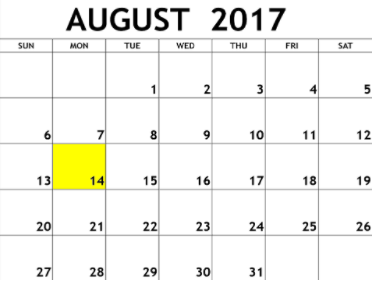 AUGUST 2017
SUN MON TUE WED THU FRI SAT
1 2 3 4 5
6 7 8 9 10 11 12
13 14 15 16 17 18 19
20 21 22 23 24 25 26
27 28 29 30 31